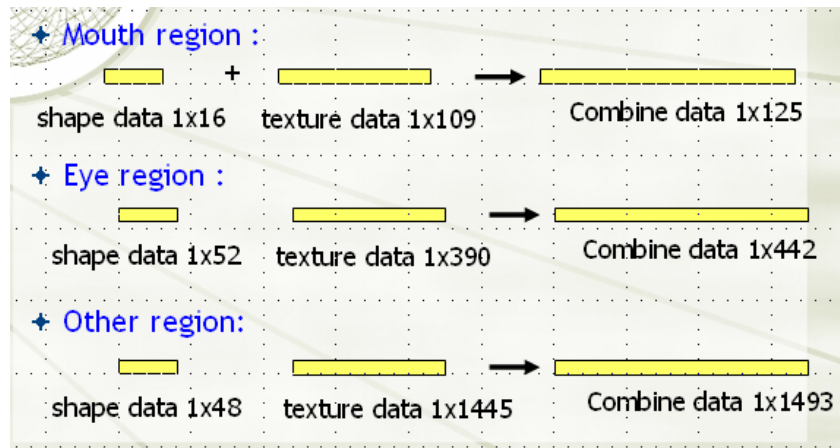 Mouth region :
+
shape data 1x16 texture data 1x109 Combine data 1x125
Eye region :
shape data 1x52 texture data 1x390 Combine data 1x442
Other region:
shape data 1x48 texture data 1x1445 Combine data 1x1493